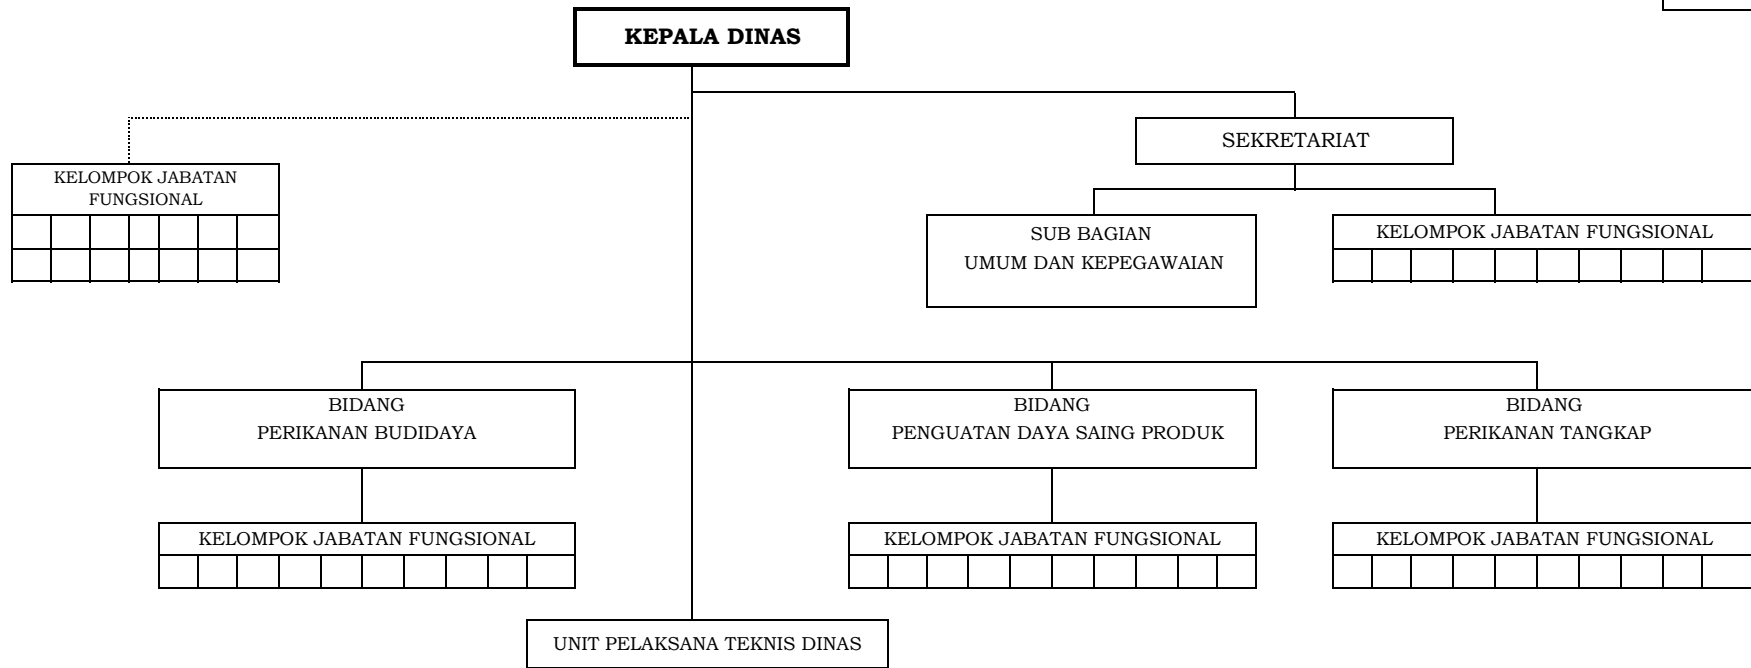 KEPALA DINAS
SEKRETARIAT
KELOMPOK JABATAN
FUNGSIONAL
SUB BAGIAN
UMUM DAN KEPEGAWAIAN
KELOMPOK JABATAN FUNGSIONAL
BIDANG
PERIKANAN BUDIDAYA
BIDANG
PENGUATAN DAYA SAING PRODUK
BIDANG
PERIKANAN TANGKAP
KELOMPOK JABATAN FUNGSIONAL
KELOMPOK JABATAN FUNGSIONAL
KELOMPOK JABATAN FUNGSIONAL
UNIT PELAKSANA TEKNIS DINAS